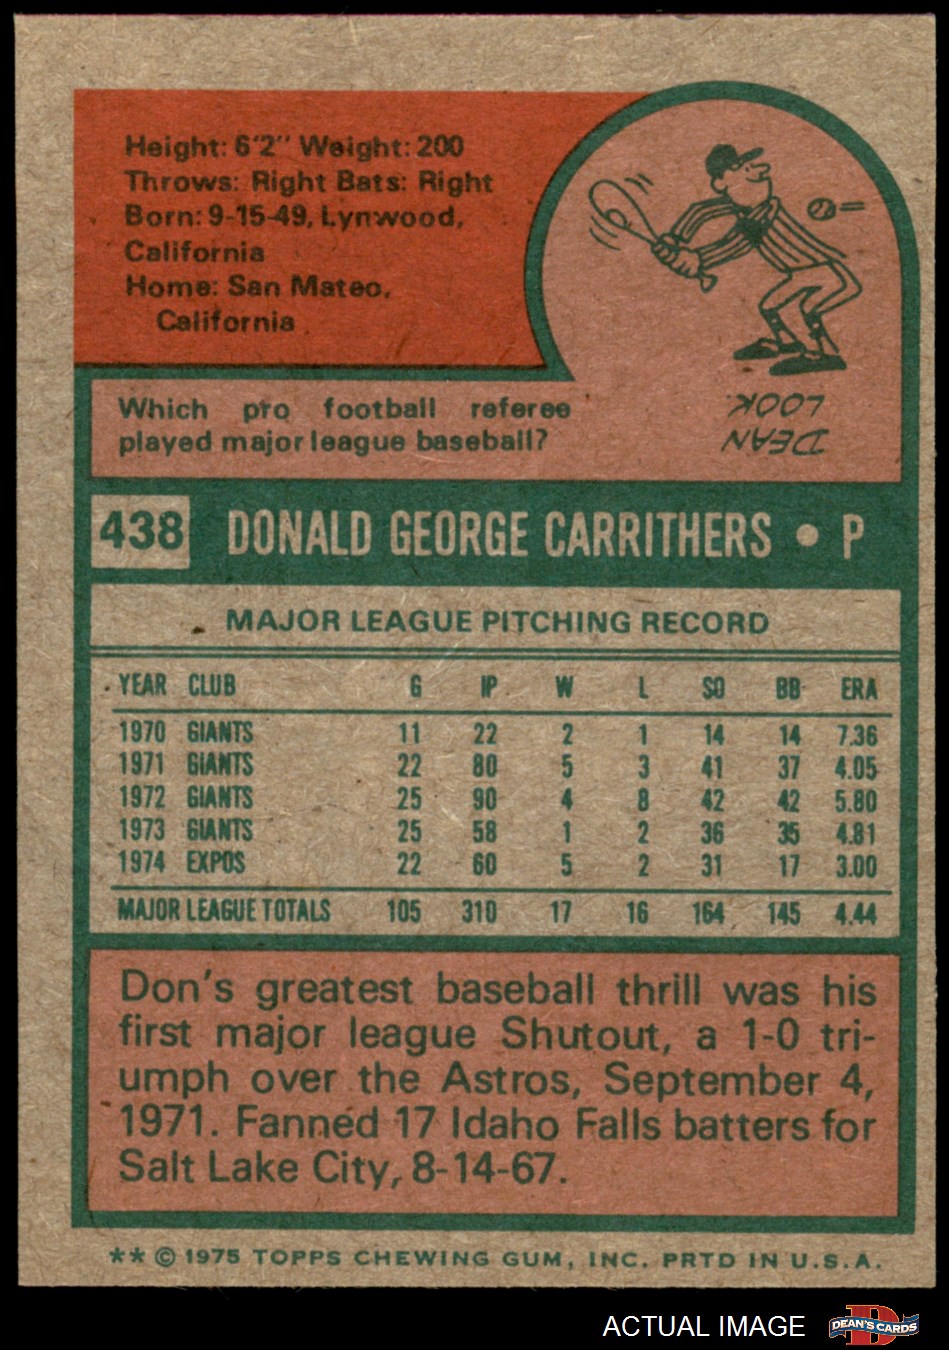 Height: 6'2" Weight: 200
Throws: Right Bats: Right
Born: 9-15-49, Lynwood,
California
Home: San Mateo,
California
Which pro football referee
played major league baseball?
DEAN
LOOK.
438 DONALD GEORGE CARRITHERS • P
MAJOR LEAGUE PITCHING RECORD
YEAR CLUB G IP W L SO BB ERA
1970 GIANTS 11 22 2 1 14 14 7.36
1971 GIANTS 22 80 5 3 41 37 4.05
1972 GIANTS 25 90 4 8 42 42 5.80
1973 GIANTS 25 58 1 2 36 35 4.81
1974 EXPOS 22 60 5 2 31 17 3.00
MAJOR LEAGUE TOTALS 105 310 17 16 164 145 4.44
Don's greatest baseball thrill was his
first major league Shutout, a 1-0 tri-
umph over the Astros, September 4,
1971. Fanned 17 Idaho Falls batters for
Salt Lake City, 8-14-67.
** © 1975 TOPPS CHEWING GUM, INC. PRTD IN U.S.A.
ACTUAL IMAGE DEAN'S CARDS